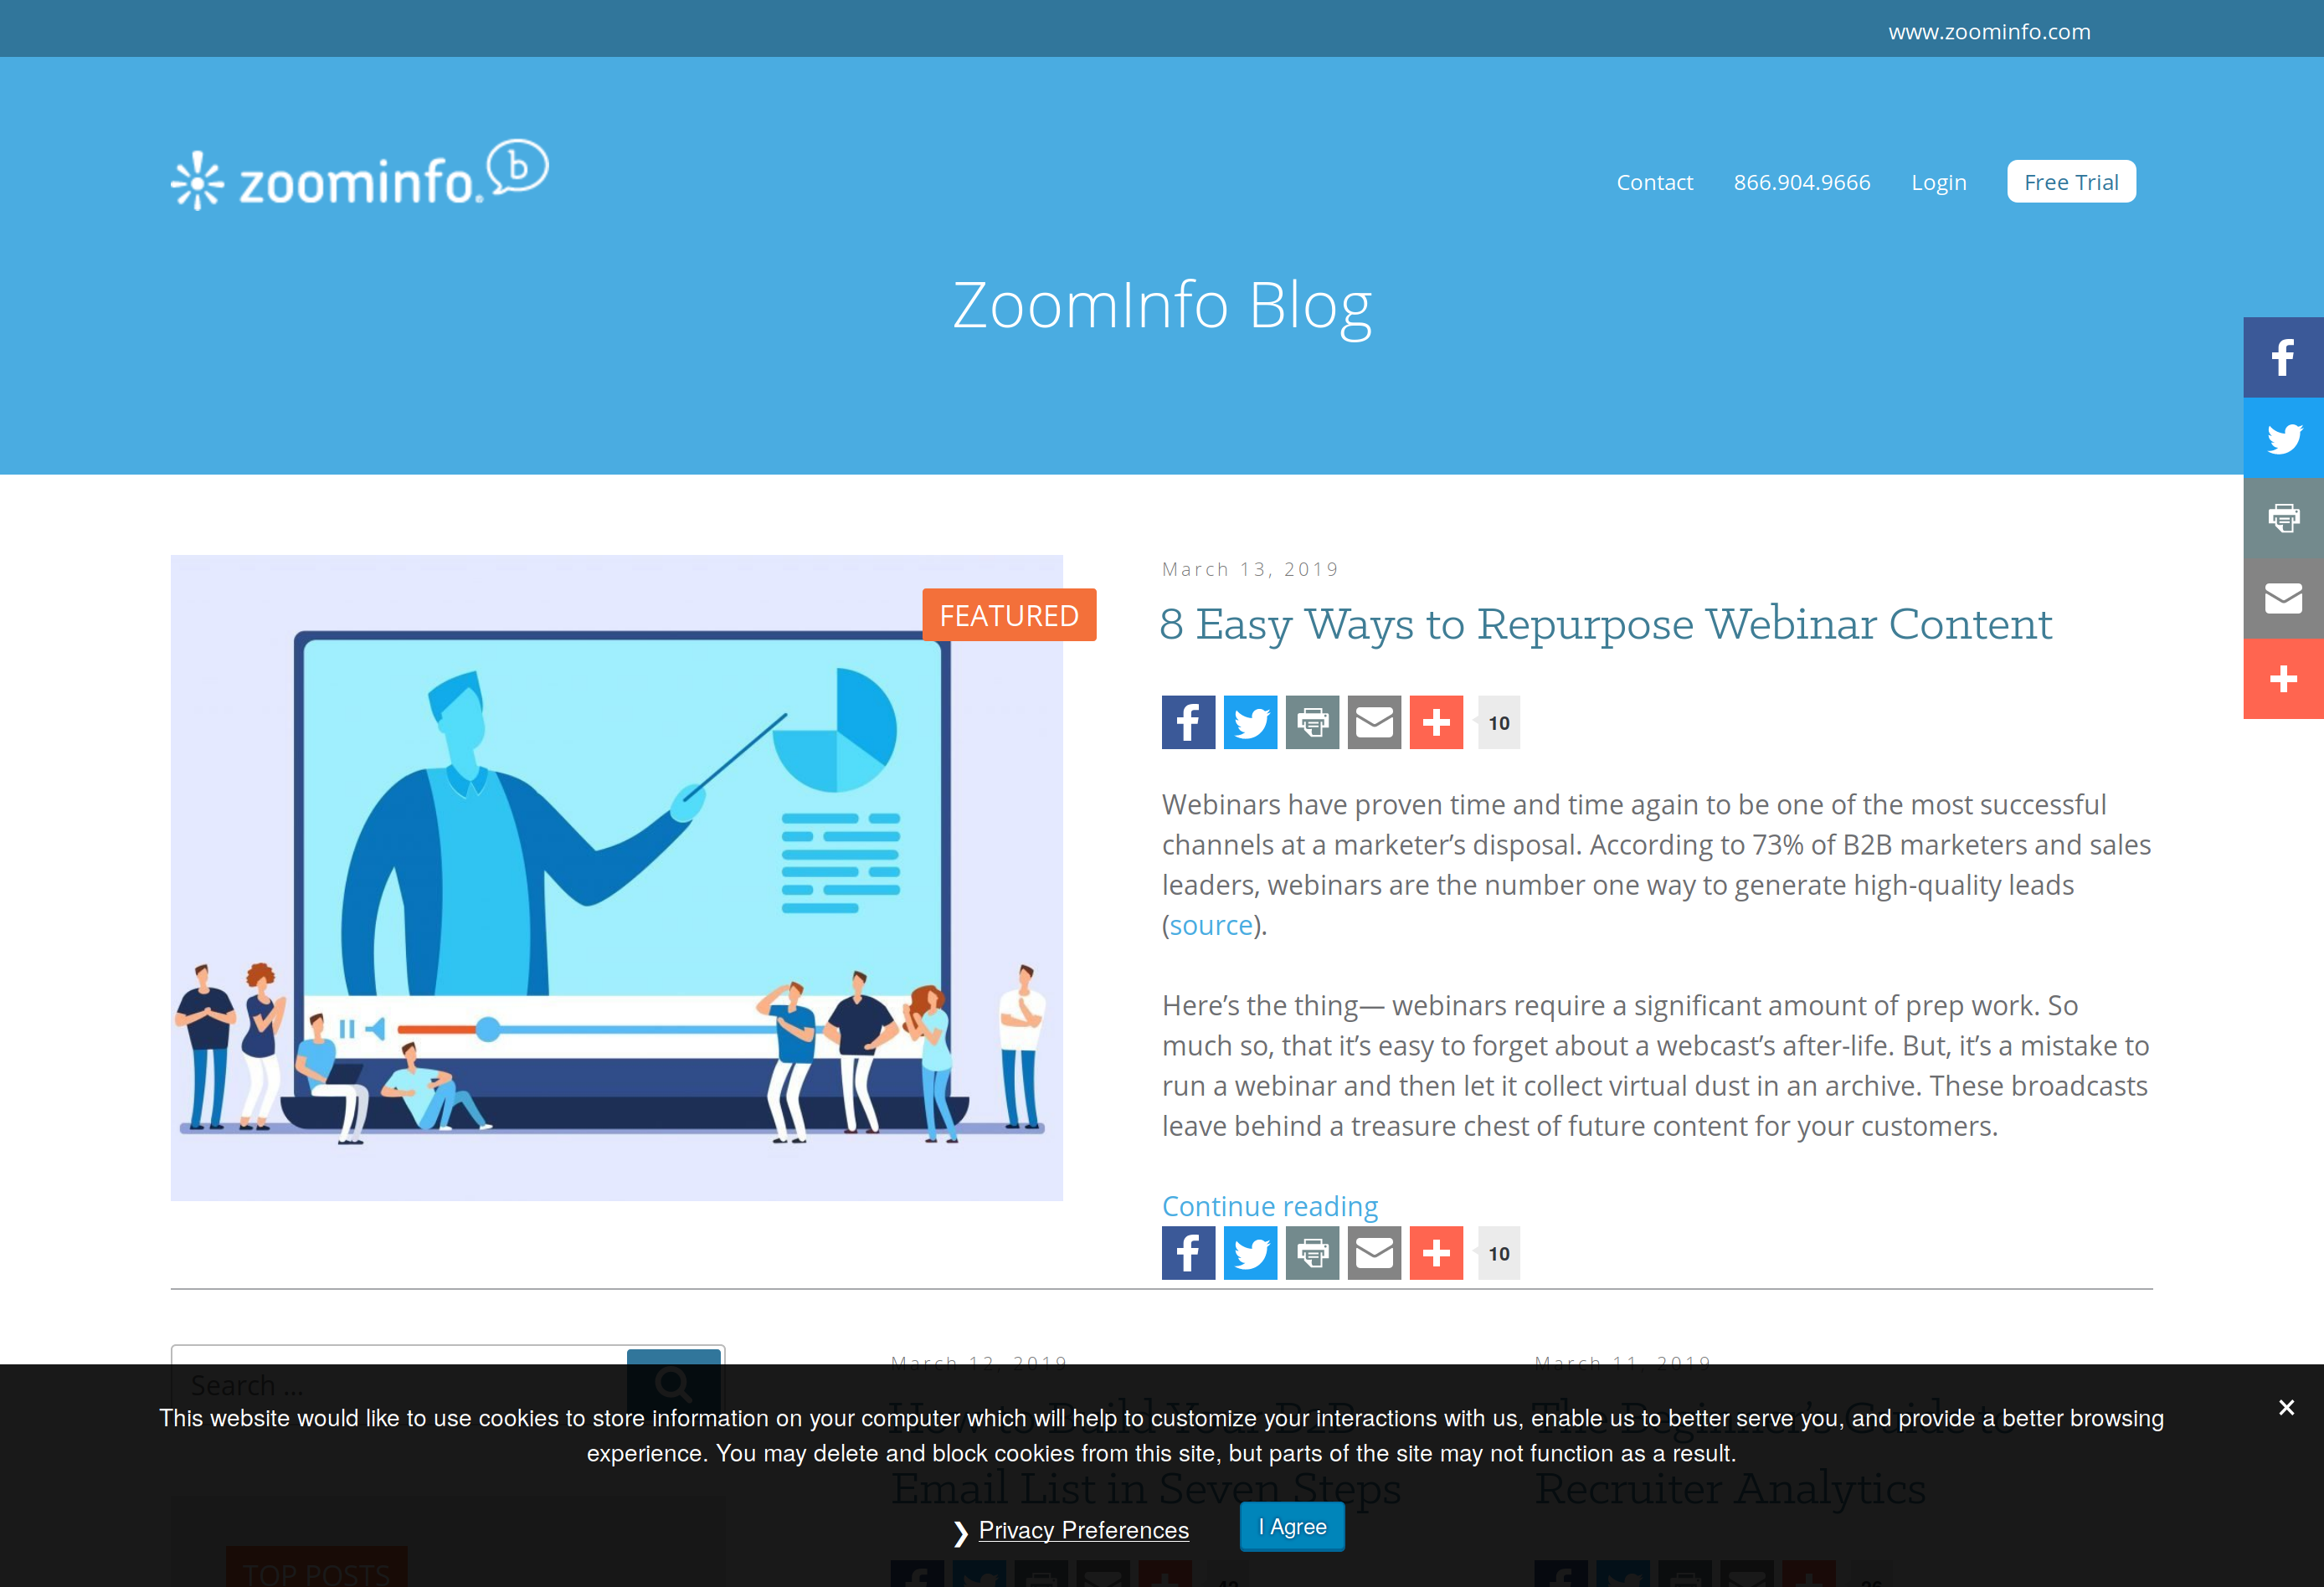 www.zoominfo.com
zoominfo. b
Contact 866.904.9666 Login Free Trial
ZoomInfo Blog
FEATURED
March 13, 2019
8 Easy Ways to Repurpose Webinar Content
10
Webinars have proven time and time again to be one of the most successful
channels at a marketer’s disposal. According to 73% of B2B marketers and sales
leaders, webinars are the number one way to generate high-quality leads
(source).
Here’s the thing— webinars require a significant amount of prep work. So
much so, that it’s easy to forget about a webcast’s after-life. But, it’s a mistake to
run a webinar and then let it collect virtual dust in an archive. These broadcasts
leave behind a treasure chest of future content for your customers.
Continue reading
10
Search ...
March 12, 2019
How to Build Your B2B
Email List in Seven Steps
March 11, 2019
The Beginner's Guide to
Recruiter Analytics
This website would like to use cookies to store information on your computer which will help to customize your interactions with us, enable us to better serve you, and provide a better browsing
experience. You may delete and block cookies from this site, but parts of the site may not function as a result.
❯ Privacy Preferences I Agree
TOP POSTS